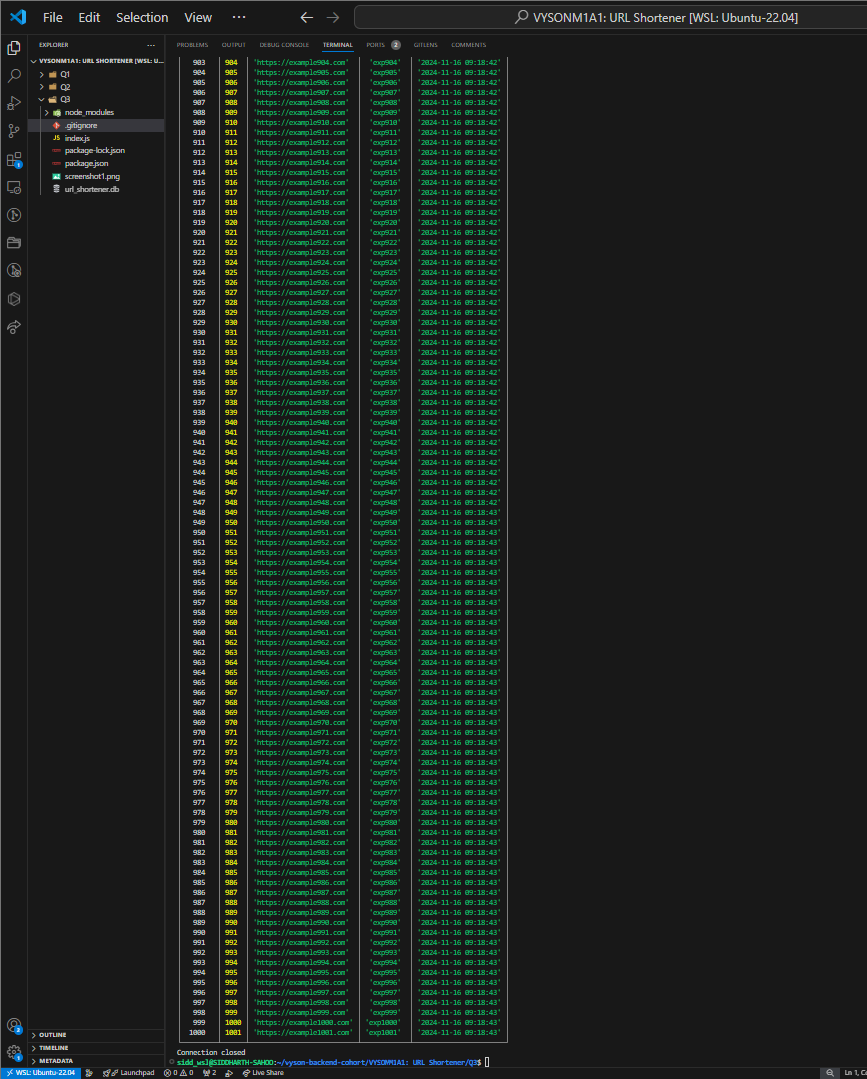 File Edit Selection View ··· VYSONM1A1: URL Shortener [WSL: Ubuntu-22.04]
EXPLORER ···
VYSONM1A1: URL SHORTENER [WSL: U...
Q1
Q2
Q3
node_modules
.gitignore
JS index.js
package-lock.json
package.json
screenshot1.png
url_shortener.db
OUTLINE
TIMELINE
METADATA
PROBLEMS OUTPUT DEBUG CONSOLE TERMINAL PORTS 2 GITLENS COMMENTS
903 904 'https://example904.com' 'exp904' '2024-11-16 09:18:42'
904 905 'https://example905.com' 'exp905' '2024-11-16 09:18:42'
905 906 'https://example906.com' 'exp906' '2024-11-16 09:18:42'
906 907 'https://example907.com' 'exp907' '2024-11-16 09:18:42'
907 908 'https://example908.com' 'exp908' '2024-11-16 09:18:42'
908 909 'https://example909.com' 'exp909' '2024-11-16 09:18:42'
909 910 'https://example910.com' 'exp910' '2024-11-16 09:18:42'
910 911 'https://example911.com' 'exp911' '2024-11-16 09:18:42'
911 912 'https://example912.com' 'exp912' '2024-11-16 09:18:42'
912 913 'https://example913.com' 'exp913' '2024-11-16 09:18:42'
913 914 'https://example914.com' 'exp914' '2024-11-16 09:18:42'
914 915 'https://example915.com' 'exp915' '2024-11-16 09:18:42'
915 916 'https://example916.com' 'exp916' '2024-11-16 09:18:42'
916 917 'https://example917.com' 'exp917' '2024-11-16 09:18:42'
917 918 'https://example918.com' 'exp918' '2024-11-16 09:18:42'
918 919 'https://example919.com' 'exp919' '2024-11-16 09:18:42'
919 920 'https://example920.com' 'exp920' '2024-11-16 09:18:42'
920 921 'https://example921.com' 'exp921' '2024-11-16 09:18:42'
921 922 'https://example922.com' 'exp922' '2024-11-16 09:18:42'
922 923 'https://example923.com' 'exp923' '2024-11-16 09:18:42'
923 924 'https://example924.com' 'exp924' '2024-11-16 09:18:42'
924 925 'https://example925.com' 'exp925' '2024-11-16 09:18:42'
925 926 'https://example926.com' 'exp926' '2024-11-16 09:18:42'
926 927 'https://example927.com' 'exp927' '2024-11-16 09:18:42'
927 928 'https://example928.com' 'exp928' '2024-11-16 09:18:42'
928 929 'https://example929.com' 'exp929' '2024-11-16 09:18:42'
929 930 'https://example930.com' 'exp930' '2024-11-16 09:18:42'
930 931 'https://example931.com' 'exp931' '2024-11-16 09:18:42'
931 932 'https://example932.com' 'exp932' '2024-11-16 09:18:42'
932 933 'https://example933.com' 'exp933' '2024-11-16 09:18:42'
933 934 'https://example934.com' 'exp934' '2024-11-16 09:18:42'
934 935 'https://example935.com' 'exp935' '2024-11-16 09:18:42'
935 936 'https://example936.com' 'exp936' '2024-11-16 09:18:42'
936 937 'https://example937.com' 'exp937' '2024-11-16 09:18:42'
937 938 'https://example938.com' 'exp938' '2024-11-16 09:18:42'
938 939 'https://example939.com' 'exp939' '2024-11-16 09:18:42'
939 940 'https://example940.com' 'exp940' '2024-11-16 09:18:42'
940 941 'https://example941.com' 'exp941' '2024-11-16 09:18:42'
941 942 'https://example942.com' 'exp942' '2024-11-16 09:18:42'
942 943 'https://example943.com' 'exp943' '2024-11-16 09:18:42'
943 944 'https://example944.com' 'exp944' '2024-11-16 09:18:42'
944 945 'https://example945.com' 'exp945' '2024-11-16 09:18:42'
945 946 'https://example946.com' 'exp946' '2024-11-16 09:18:42'
946 947 'https://example947.com' 'exp947' '2024-11-16 09:18:42'
947 948 'https://example948.com' 'exp948' '2024-11-16 09:18:42'
948 949 'https://example949.com' 'exp949' '2024-11-16 09:18:43'
949 950 'https://example950.com' 'exp950' '2024-11-16 09:18:43'
950 951 'https://example951.com' 'exp951' '2024-11-16 09:18:43'
951 952 'https://example952.com' 'exp952' '2024-11-16 09:18:43'
952 953 'https://example953.com' 'exp953' '2024-11-16 09:18:43'
953 954 'https://example954.com' 'exp954' '2024-11-16 09:18:43'
954 955 'https://example955.com' 'exp955' '2024-11-16 09:18:43'
955 956 'https://example956.com' 'exp956' '2024-11-16 09:18:43'
956 957 'https://example957.com' 'exp957' '2024-11-16 09:18:43'
957 958 'https://example958.com' 'exp958' '2024-11-16 09:18:43'
958 959 'https://example959.com' 'exp959' '2024-11-16 09:18:43'
959 960 'https://example960.com' 'exp960' '2024-11-16 09:18:43'
960 961 'https://example961.com' 'exp961' '2024-11-16 09:18:43'
961 962 'https://example962.com' 'exp962' '2024-11-16 09:18:43'
962 963 'https://example963.com' 'exp963' '2024-11-16 09:18:43'
963 964 'https://example964.com' 'exp964' '2024-11-16 09:18:43'
964 965 'https://example965.com' 'exp965' '2024-11-16 09:18:43'
965 966 'https://example966.com' 'exp966' '2024-11-16 09:18:43'
966 967 'https://example967.com' 'exp967' '2024-11-16 09:18:43'
967 968 'https://example968.com' 'exp968' '2024-11-16 09:18:43'
968 969 'https://example969.com' 'exp969' '2024-11-16 09:18:43'
969 970 'https://example970.com' 'exp970' '2024-11-16 09:18:43'
970 971 'https://example971.com' 'exp971' '2024-11-16 09:18:43'
971 972 'https://example972.com' 'exp972' '2024-11-16 09:18:43'
972 973 'https://example973.com' 'exp973' '2024-11-16 09:18:43'
973 974 'https://example974.com' 'exp974' '2024-11-16 09:18:43'
974 975 'https://example975.com' 'exp975' '2024-11-16 09:18:43'
975 976 'https://example976.com' 'exp976' '2024-11-16 09:18:43'
976 977 'https://example977.com' 'exp977' '2024-11-16 09:18:43'
977 978 'https://example978.com' 'exp978' '2024-11-16 09:18:43'
978 979 'https://example979.com' 'exp979' '2024-11-16 09:18:43'
979 980 'https://example980.com' 'exp980' '2024-11-16 09:18:43'
980 981 'https://example981.com' 'exp981' '2024-11-16 09:18:43'
981 982 'https://example982.com' 'exp982' '2024-11-16 09:18:43'
982 983 'https://example983.com' 'exp983' '2024-11-16 09:18:43'
983 984 'https://example984.com' 'exp984' '2024-11-16 09:18:43'
984 985 'https://example985.com' 'exp985' '2024-11-16 09:18:43'
985 986 'https://example986.com' 'exp986' '2024-11-16 09:18:43'
986 987 'https://example987.com' 'exp987' '2024-11-16 09:18:43'
987 988 'https://example988.com' 'exp988' '2024-11-16 09:18:43'
988 989 'https://example989.com' 'exp989' '2024-11-16 09:18:43'
989 990 'https://example990.com' 'exp990' '2024-11-16 09:18:43'
990 991 'https://example991.com' 'exp991' '2024-11-16 09:18:43'
991 992 'https://example992.com' 'exp992' '2024-11-16 09:18:43'
992 993 'https://example993.com' 'exp993' '2024-11-16 09:18:43'
993 994 'https://example994.com' 'exp994' '2024-11-16 09:18:43'
994 995 'https://example995.com' 'exp995' '2024-11-16 09:18:43'
995 996 'https://example996.com' 'exp996' '2024-11-16 09:18:43'
996 997 'https://example997.com' 'exp997' '2024-11-16 09:18:43'
997 998 'https://example998.com' 'exp998' '2024-11-16 09:18:43'
998 999 'https://example999.com' 'exp999' '2024-11-16 09:18:43'
999 1000 'https://example1000.com' 'exp1000' '2024-11-16 09:18:43'
1000 1001 'https://example1001.com' 'exp1001' '2024-11-16 09:18:43'
Connection closed
sidd_wsl@SIDDHARTH-SAHOO:~/vyson-backend-cohort/VYSOMM1A1: URL Shortener/Q3$
WSL: Ubuntu-22.04 Launchpad 0 0 2 Live Share Ln 1, C